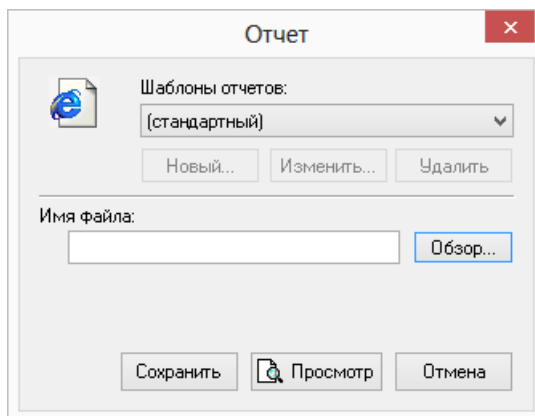 Отчет
Шаблоны отчетов:
(стандартный)
Новый... Изменить... Удалить
Имя файла:
Обзор...
Сохранить Просмотр Отмена